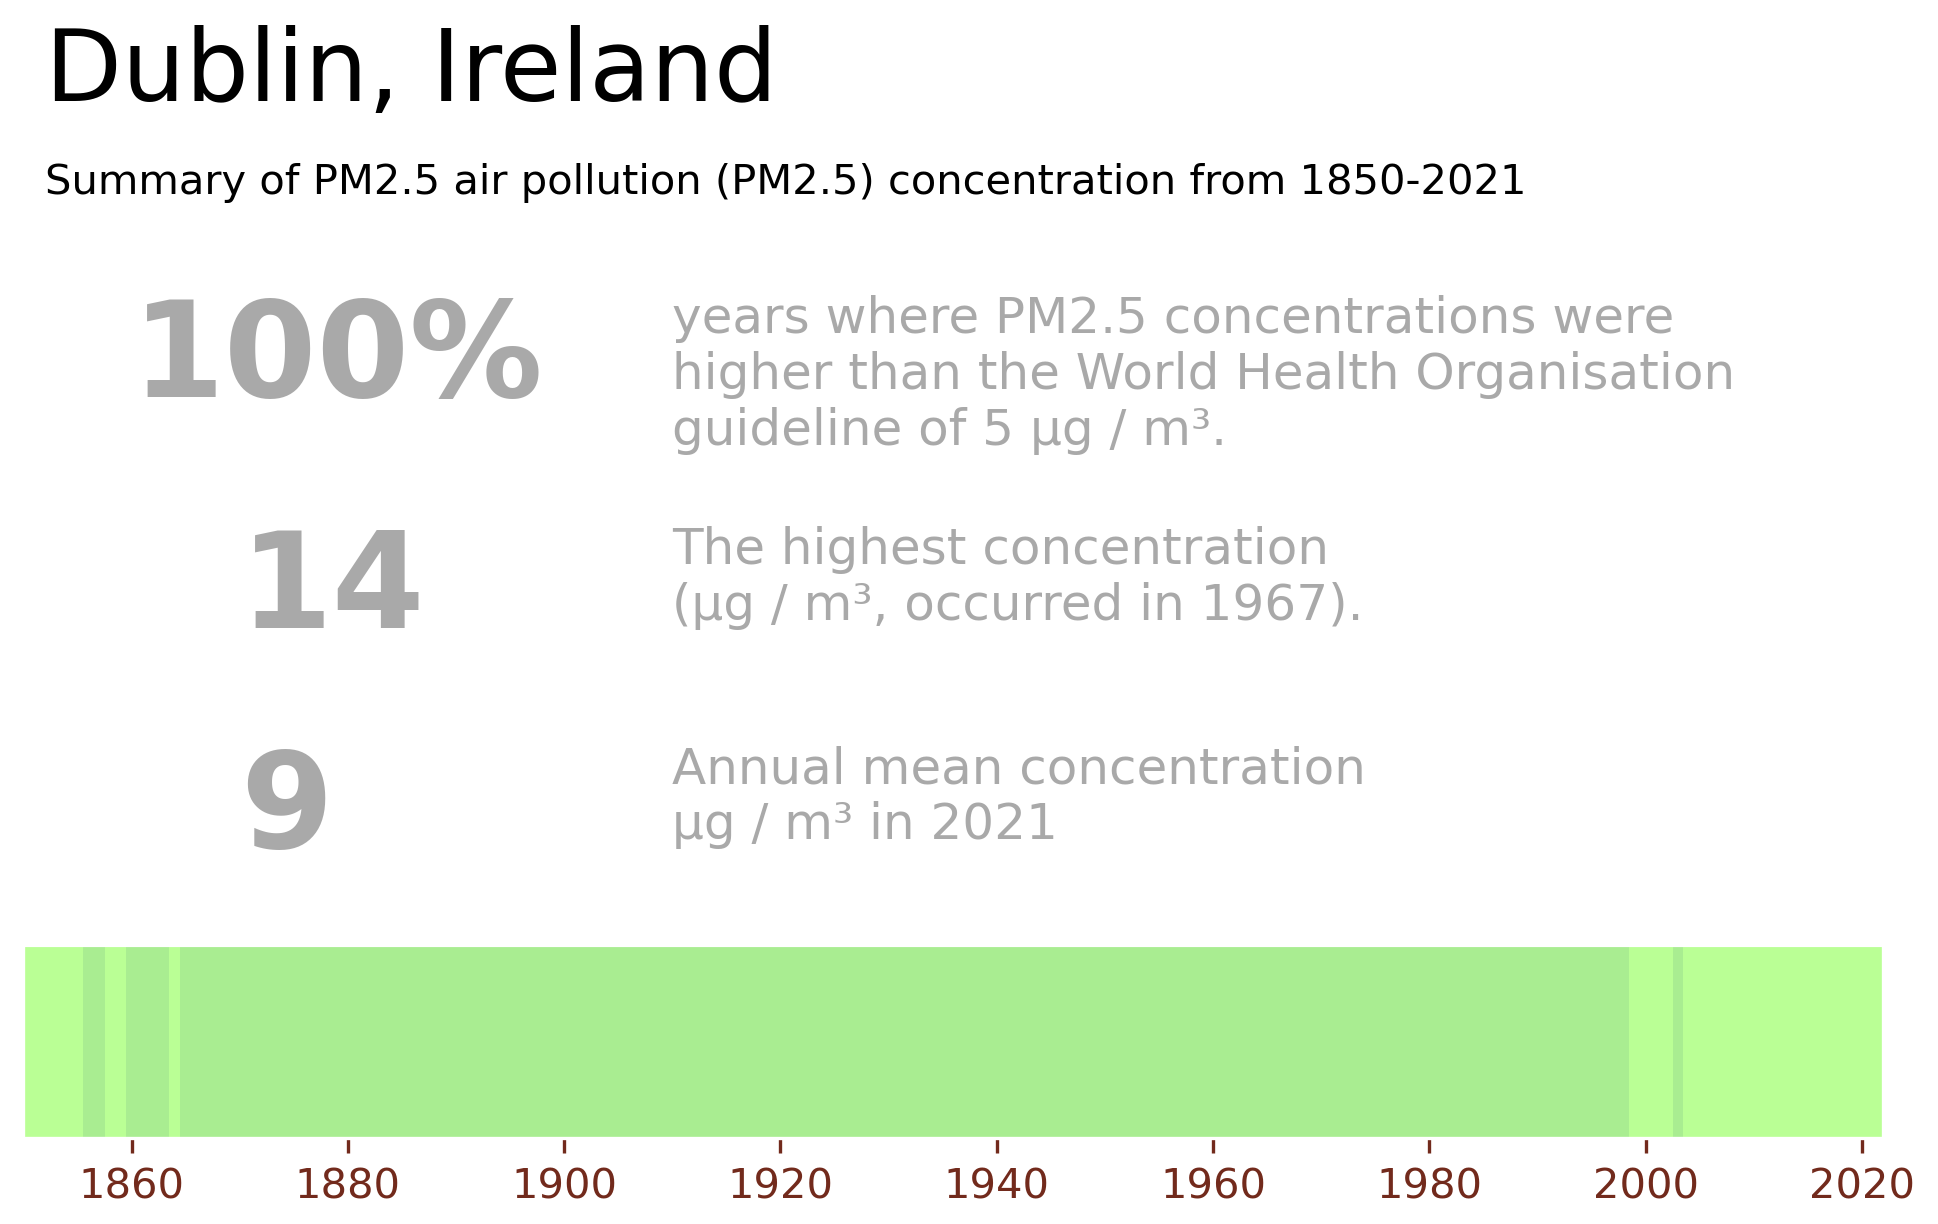 Dublin, Ireland
Summary of PM2.5 air pollution (PM2.5) concentration from 1850-2021
100%
years where PM2.5 concentrations were
higher than the World Health Organisation
guideline of 5 µg / m³.
14
The highest concentration
(µg / m³, occurred in 1967).
9
Annual mean concentration
µg / m³ in 2021
1860 1880 1900 1920 1940 1960 1980 2000 2020